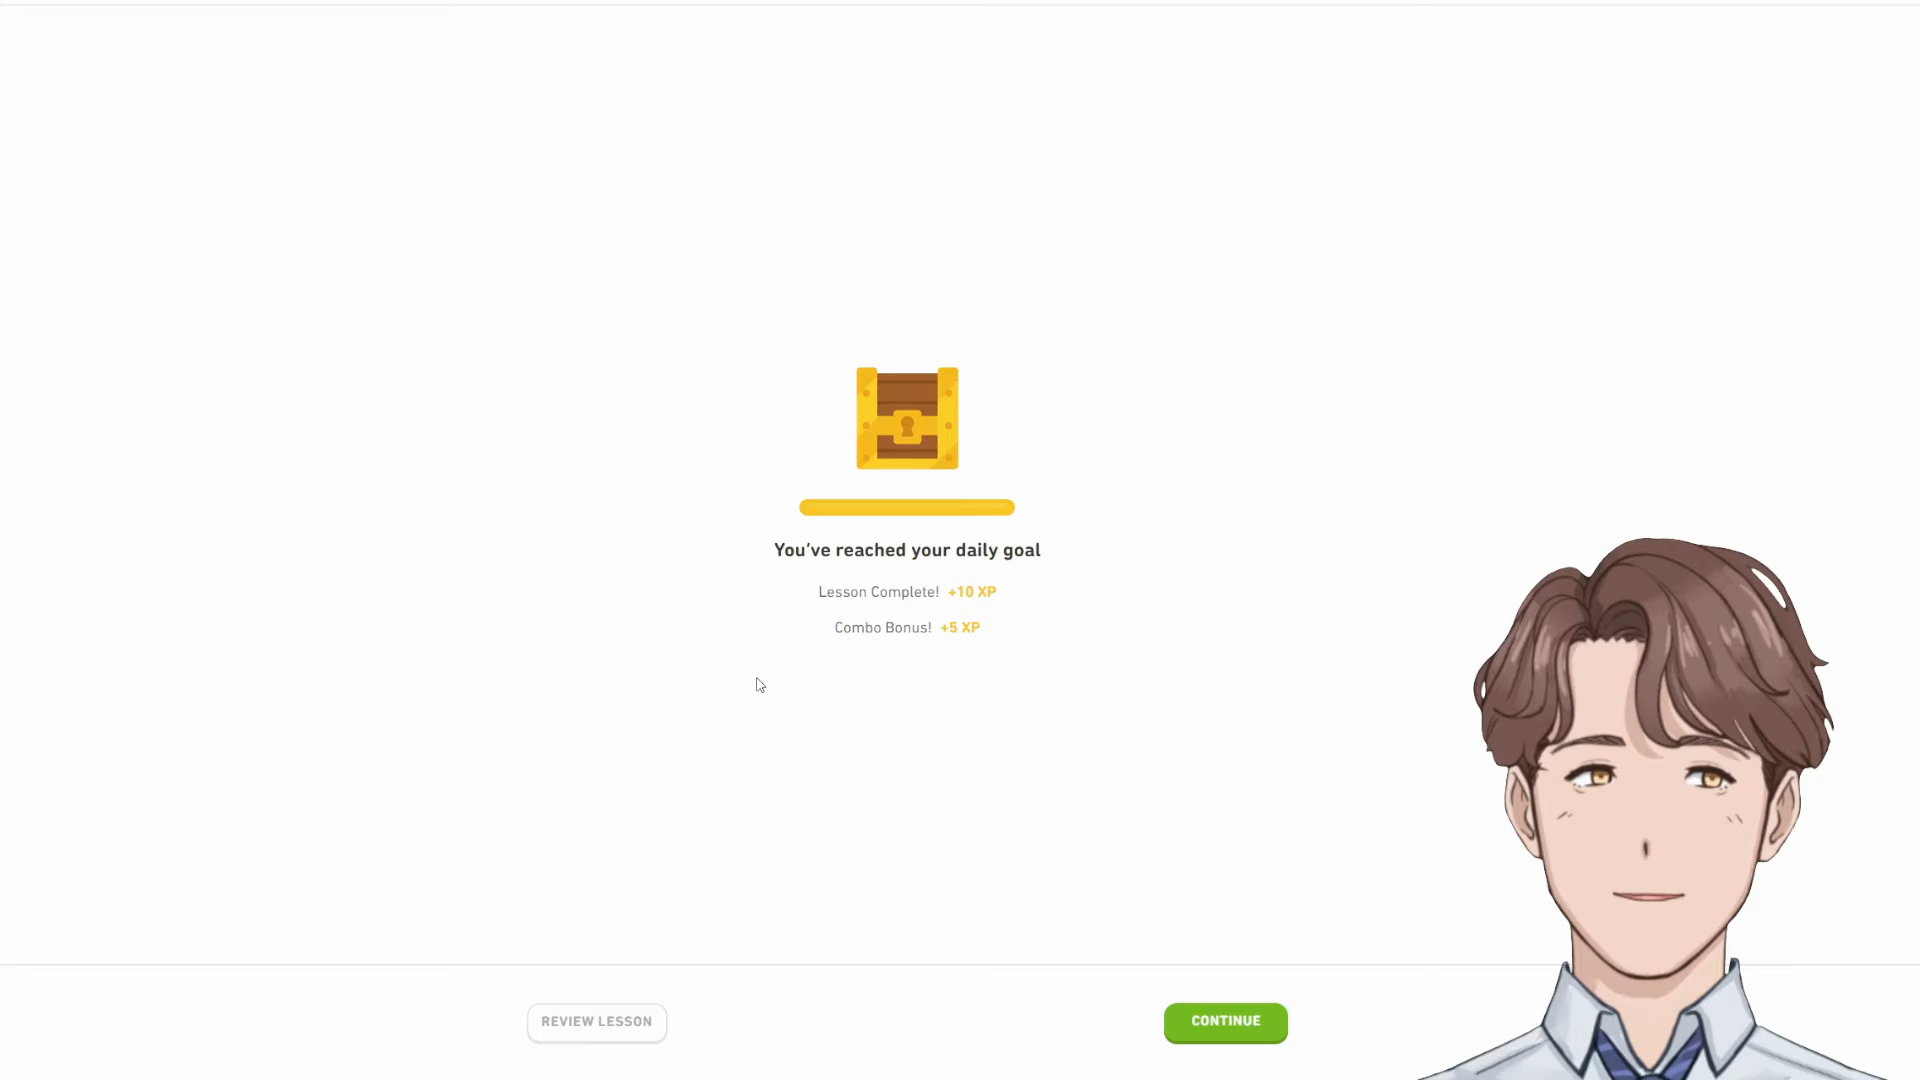 You've reached your daily goal
Lesson Complete! +10 XP
Combo Bonus! +5 XP
REVIEW LESSON
CONTINUE